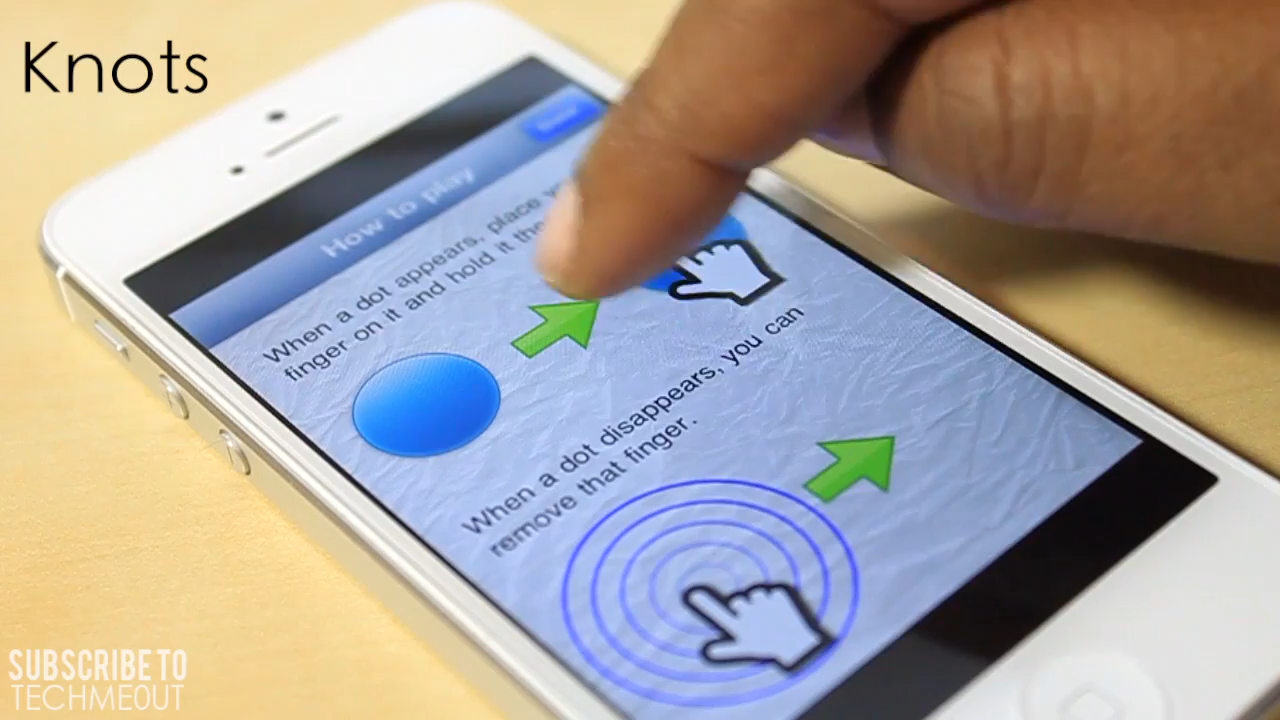 Knots
How to play
When a dot appears, place
finger on it and hold it
When a dot disappears, you can
remove that finger.
SUBSCRIBE TO
TECHMEOUT